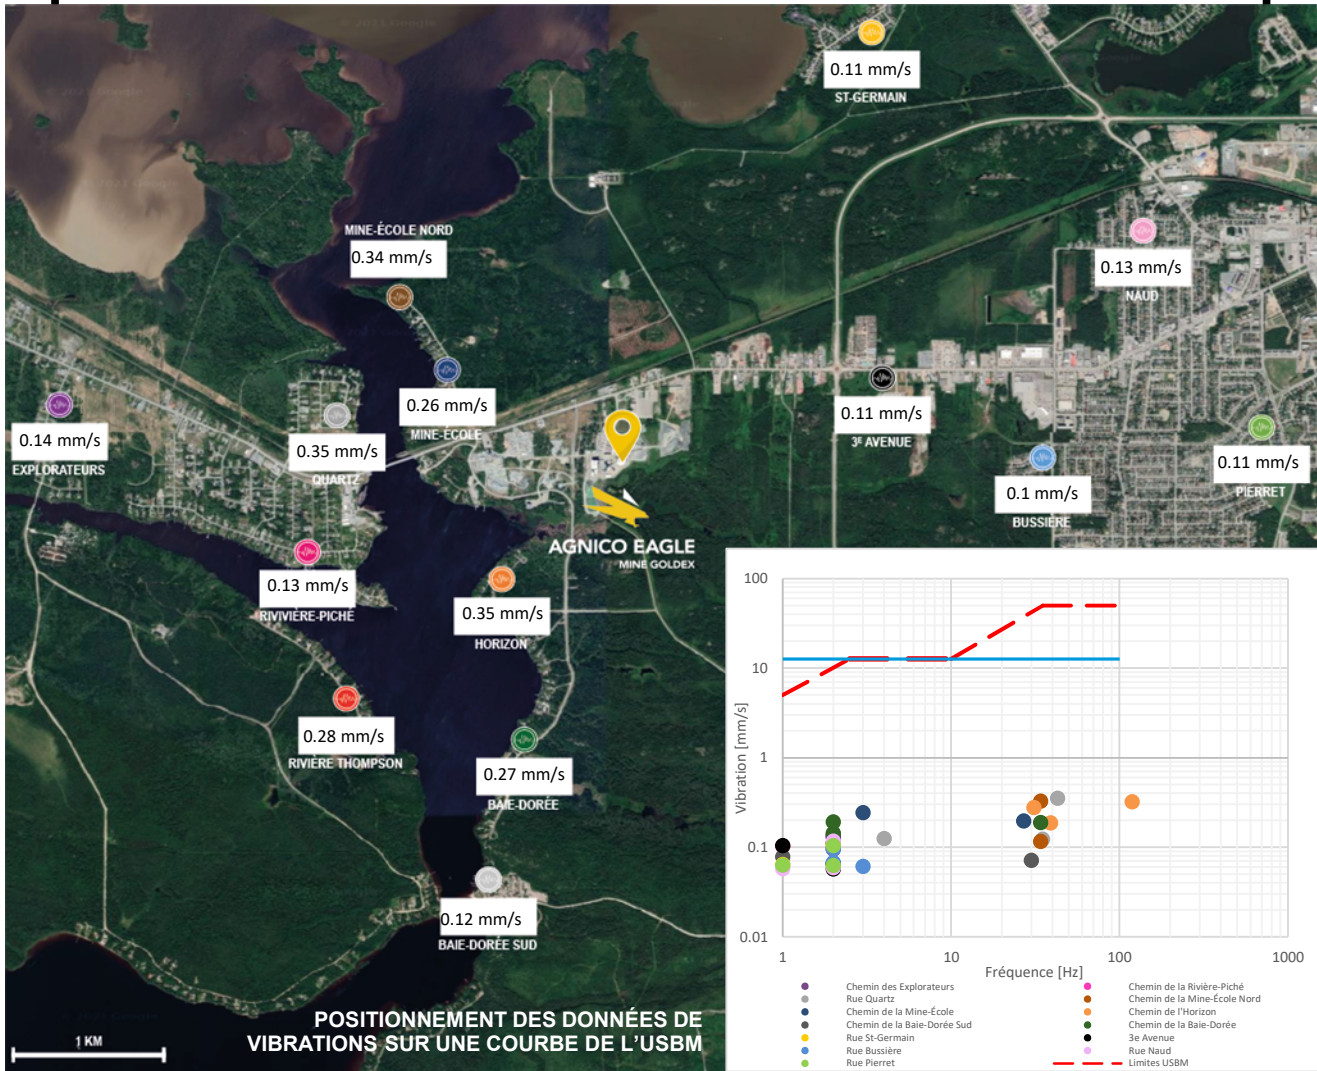 0.11 mm/s
ST-GERMAIN
MINE-ÉCOLE NORD
0.34 mm/s
0.13 mm/s
NAUD
0.26 mm/s
MINE-ÉCOLE
0.14 mm/s
EXPLORATEURS
0.35 mm/s
QUARTZ
0.11 mm/s
3E AVENUE
0.11 mm/s
PIERRET
0.1 mm/s
BUSSIÈRE
AGNICO EAGLE
MINE GOLDEX
0.13 mm/s
RIVIVIÈRE-PICHÉ
0.35 mm/s
HORIZON
0.28 mm/s
RIVIÈRE THOMPSON
0.27 mm/s
BAIE-DORÉE
0.12 mm/s
BAIE-DORÉE SUD
POSITIONNEMENT DES DONNÉES DE
VIBRATIONS SUR UNE COURBE DE L'USBM
1 KM
Vibration [mm/s]
100
10
1
0.1
0.01
1 10 100 1000
Fréquence [Hz]
Chemin des Explorateurs
Chemin de la Rivière-Piché
Rue Quartz
Chemin de la Mine-École Nord
Chemin de la Mine-École
Chemin de l'Horizon
Chemin de la Baie-Dorée Sud
Chemin de la Baie-Dorée
Rue St-Germain
3e Avenue
Rue Bussière
Rue Naud
Rue Pierret
Limites USBM